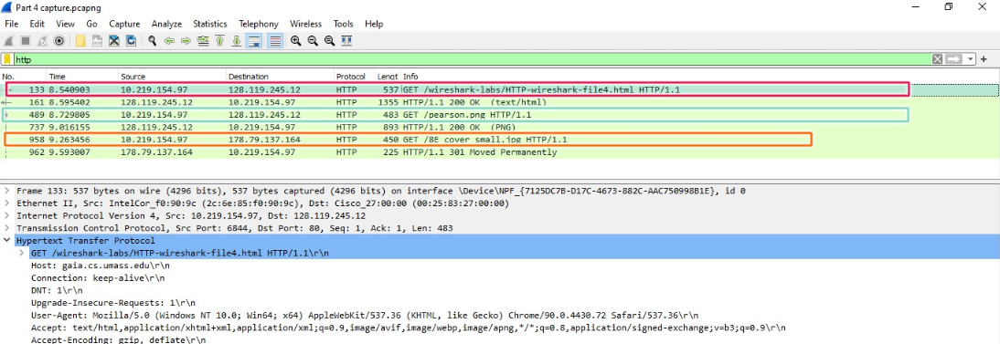 Part 4 capture.pcapng
File Edit View Go Capture Analyze Statistics Telephony Wireless Tools Help
http
No. Time Source Destination Protocol Lengt Info
133 8.540903 10.219.154.97 128.119.245.12 HTTP 537 GET /wireshark-labs/HTTP-wireshark-file4.html HTTP/1.1
161 8.595402 128.119.245.12 10.219.154.97 HTTP 1355 HTTP/1.1 200 OK (text/html)
489 8.729805 10.219.154.97 128.119.245.12 HTTP 483 GET /pearson.png HTTP/1.1
737 9.016155 128.119.245.12 10.219.154.97 HTTP 893 HTTP/1.1 200 OK (PNG)
958 9.263456 10.219.154.97 178.79.137.164 HTTP 450 GET /8E_cover_small.jpg HTTP/1.1
962 9.593007 178.79.137.164 10.219.154.97 HTTP 225 HTTP/1.1 301 Moved Permanently
Frame 133: 537 bytes on wire (4296 bits), 537 bytes captured (4296 bits) on interface \Device\NPF_{7125DC7B-D17C-4673-882C-AAC750998B1E}, id 0
Ethernet II, Src: IntelCor_f0:90:9c (2c:6e:85:f0:90:9c), Dst: Cisco_27:00:00 (00:25:83:27:00:00)
Internet Protocol Version 4, Src: 10.219.154.97, Dst: 128.119.245.12
Transmission Control Protocol, Src Port: 6844, Dst Port: 80, Seq: 1, Ack: 1, Len: 483
Hypertext Transfer Protocol
GET /wireshark-labs/HTTP-wireshark-file4.html HTTP/1.1\r\n
Host: gaia.cs.umass.edu\r\n
Connection: keep-alive\r\n
DNT: 1\r\n
Upgrade-Insecure-Requests: 1\r\n
User-Agent: Mozilla/5.0 (Windows NT 10.0; Win64; x64) AppleWebKit/537.36 (KHTML, like Gecko) Chrome/90.0.4430.72 Safari/537.36\r\n
Accept: text/html,application/xhtml+xml,application/xml;q=0.9,image/avif,image/webp,image/apng,*/*;q=0.8,application/signed-exchange;v=b3;q=0.9\r\n
Accept-Encoding: gzip, deflate\r\n